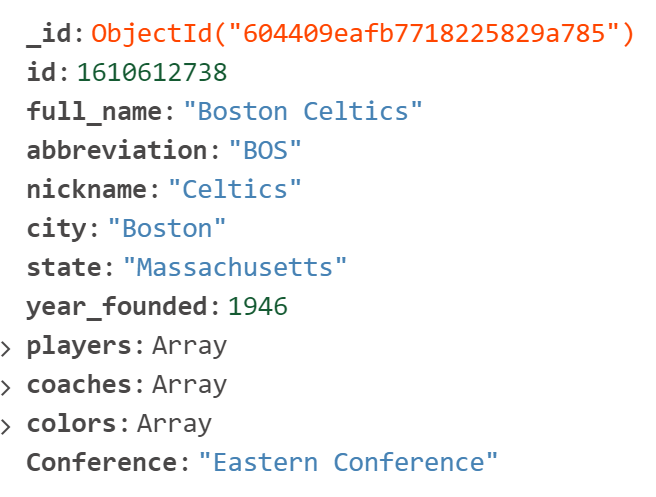 _id: ObjectId("604409eafb7718225829a785")
id: 1610612738
full_name: "Boston Celtics"
abbreviation: "BOS"
nickname: "Celtics"
city: "Boston"
state: "Massachusetts"
year_founded: 1946
> players: Array
> coaches: Array
> colors: Array
Conference: "Eastern Conference"